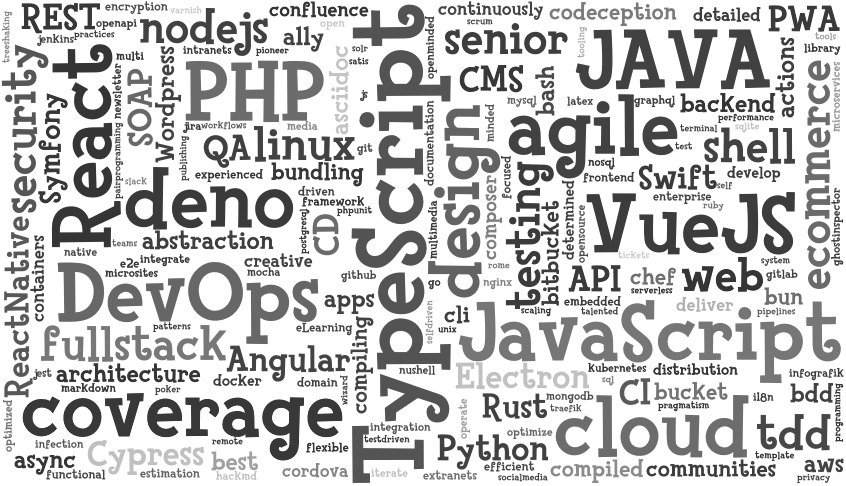 REST
openapi
encryption
varnish
confluence
continuously
scrum
codeception
detailed
PWA
tools
library
treeshaking
jenkins
practices
nodejs
intranets
pioneer
ally
open
solr
satis
openminded
senior
tooling
JAVA
actions
React
multi
newsletter
SOAP
Wordpress
PHP
asciidoc
js
TypeScript
CMS
bash
mysql
latex
graphql
backend
performance
microservices
security
Symfony
pairprogramming
jira
workflows
media
publishing
QA
linux
git
documentation
design
minded
agile
terminal
sqlite
test
shell
ecommerce
slack
experienced
bundling
focused
nosql
frontend
Swift
self
develop
deno
driven
framework
phpunit
postgresql
CD
multimedia
composer
testing
bitbucket
determined
opensource
enterprise
ruby
VueJS
ghostinspector
teams
abstraction
native
ReactNative
containers
e2e
integrate
microsites
mocha
creative
github
go
rome
nginx
tickets
system
API
chef
serverless
web
gitlab
DevOps
apps
cli
unix
selfdriven
scaling
embedded
talented
deliver
bun
pipelines
patterns
eLearning
JavaScript
fullstack
Angular
compiling
nushell
Electron
Kubernetes
distribution
infografik
jest
architecture
markdown
poker
docker
domain
wizard
sql
CI
bucket
pragmatism
i18n
bdd
programming
optimized
coverage
Rust
mongodb
traefik
cloud
tdd
infection
remote
flexible
integration
testdriven
operate
optimize
Python
template
async
functional
Cypress
estimation
best
hackmd
cordova
iterate
extranets
efficient
socialmedia
compiled
communities
aws
privacy